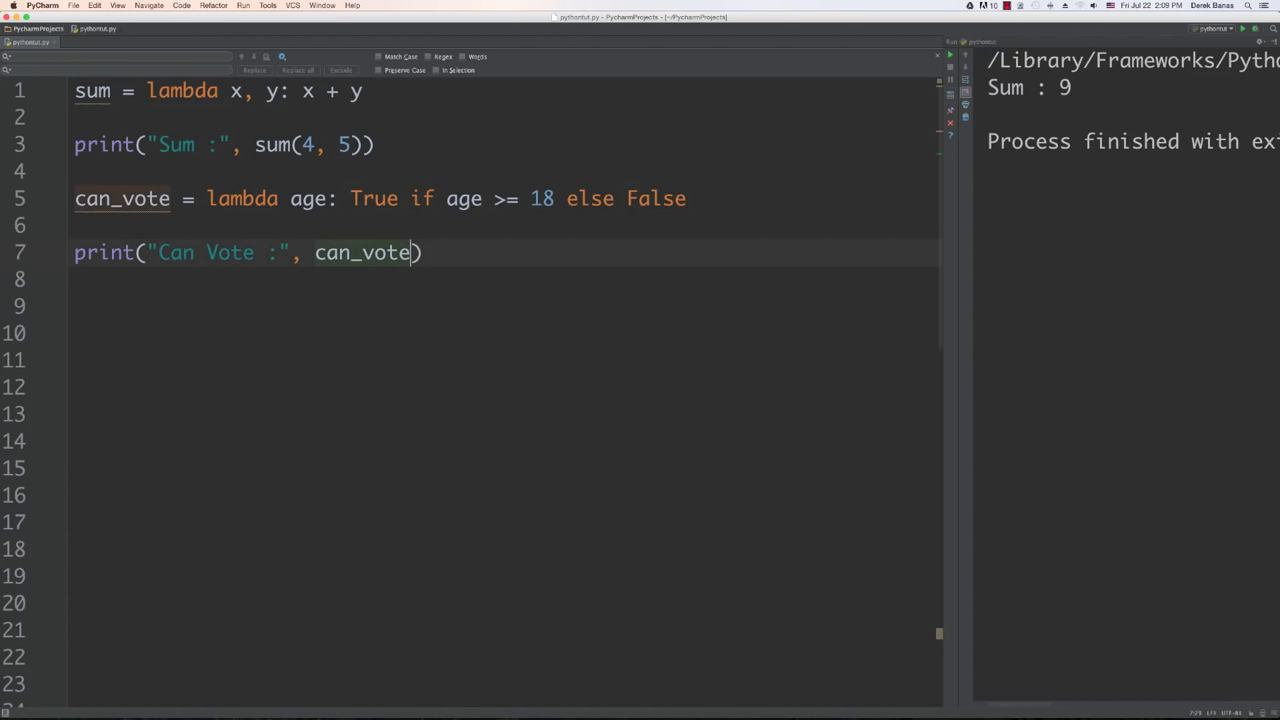 PyCharm File Edit View Navigate Code Refactor Run Tools VCS Window Help
10 Fri Jul 22 2:09 PM Derek Banas
pythontut.py - PycharmProjects - [~/PycharmProjects]
PycharmProjects pythontut.py
pythontut
pythontut.py
Run pythontut
Match Case Regex Words
Replace Replace all Exclude Preserve Case In Selection
1 sum = lambda x, y: x + y
2
3 print("Sum :", sum(4, 5))
4
5 can_vote = lambda age: True if age >= 18 else False
6
7 print("Can Vote :", can_vote)
8
9
10
11
12
13
14
15
16
17
18
19
20
21
22
23
/Library/Frameworks/Pytho
Sum : 9
Process finished with ex
7:29 LF÷ UTF-8÷